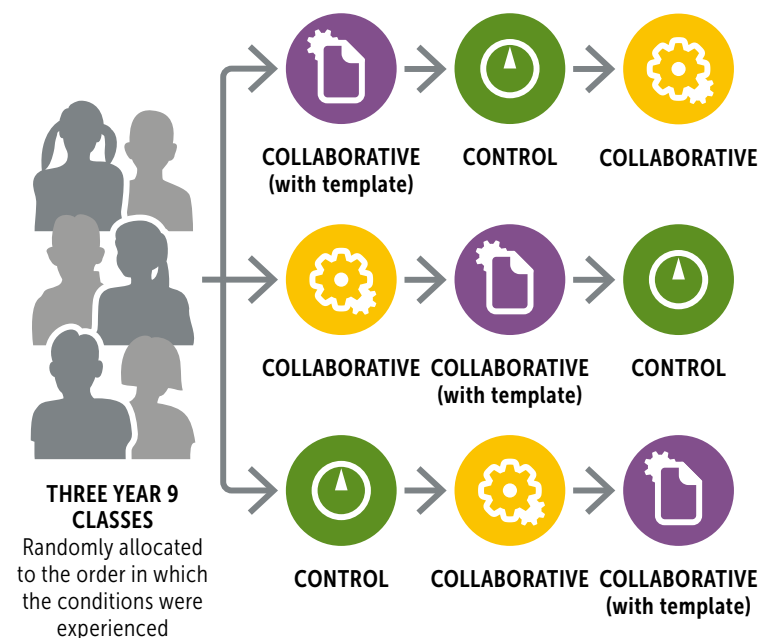 COLLABORATIVE
(with template)
CONTROL
COLLABORATIVE
COLLABORATIVE
COLLABORATIVE
(with template)
CONTROL
THREE YEAR 9
CLASSES
Randomly allocated
to the order in which
the conditions were
experienced
CONTROL
COLLABORATIVE
COLLABORATIVE
(with template)